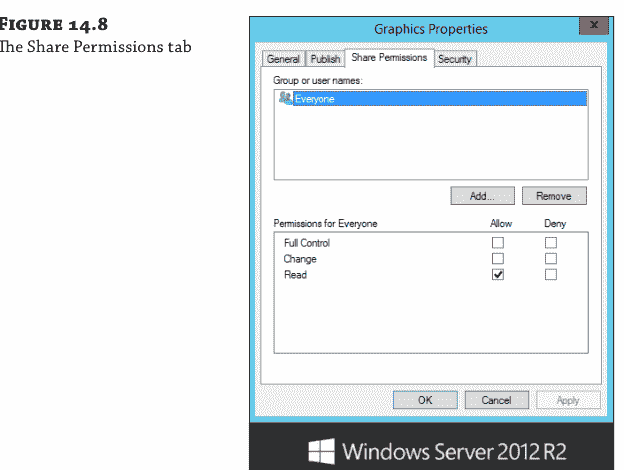 FIGURE 14.8
The Share Permissions tab
Graphics Properties
x
General Publish Share Permissions Security
Group or user names:
Everyone
Add... Remove
Permissions for Everyone Allow Deny
Full Control
Change
Read
OK Cancel Apply
Windows Server 2012 R2